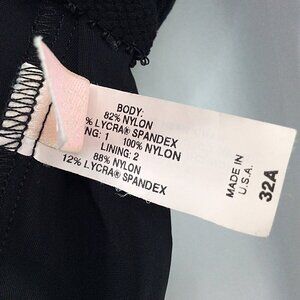 BODY:
82% NYLON
% LYCRA® SPANDEX
NG: 1 100% NYLON
LINING: 2
88% NYLON
12% LYCRA® SPANDEX
MADE IN
U.S.A.
32A